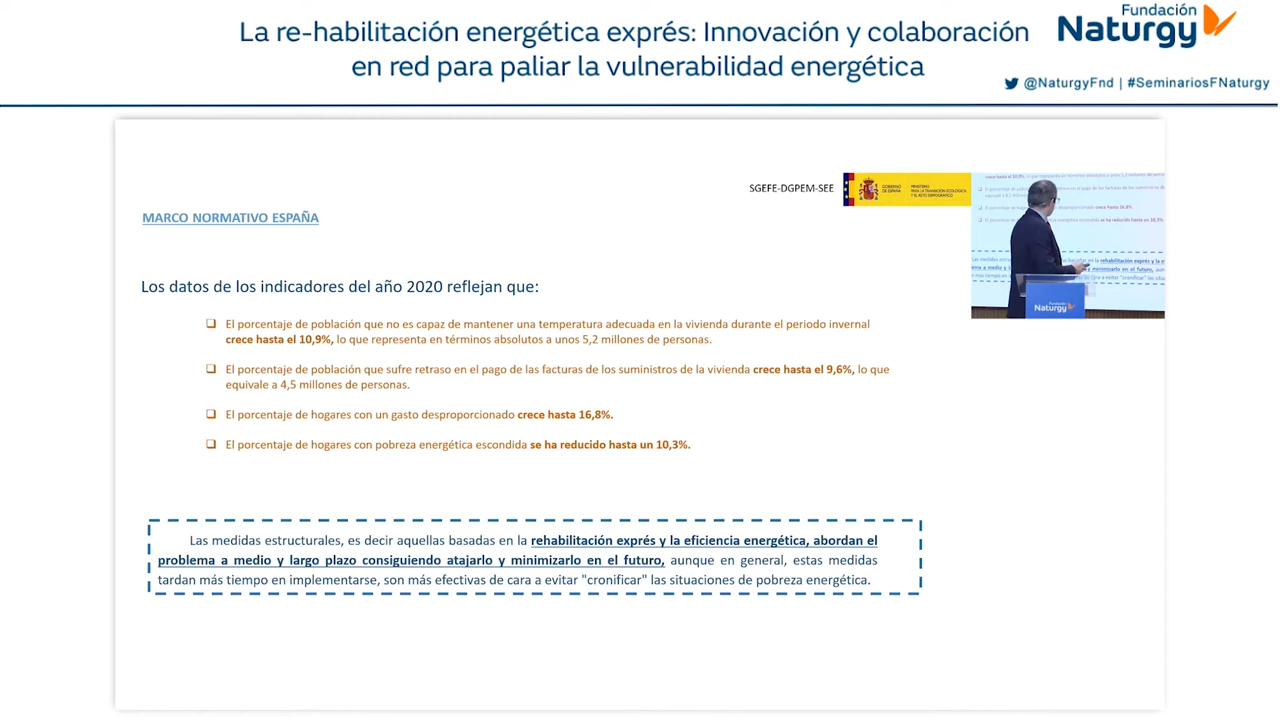 La re-habilitación energética exprés: Innovación y colaboración
en red para paliar la vulnerabilidad energética
Fundación
Naturgy
@NaturgyFnd | #SeminariosFNaturgy
SGEFE-DGPEM-SEE
GOBIERNO
DE ESPAÑA
MINISTERIO
PARA LA TRANSICIÓN ECOLÓGICA
Y EL RETO DEMOGRÁFICO
MARCO NORMATIVO ESPAÑA
Los datos de los indicadores del año 2020 reflejan que:
❑ El porcentaje de población que no es capaz de mantener una temperatura adecuada en la vivienda durante el periodo invernal
crece hasta el 10,9%, lo que representa en términos absolutos a unos 5,2 millones de personas.
❑ El porcentaje de población que sufre retraso en el pago de las facturas de los suministros de la vivienda crece hasta el 9,6%, lo que
equivale a 4,5 millones de personas.
❑ El porcentaje de hogares con un gasto desproporcionado crece hasta 16,8%.
❑ El porcentaje de hogares con pobreza energética escondida se ha reducido hasta un 10,3%.
Las medidas estructurales, es decir aquellas basadas en la rehabilitación exprés y la eficiencia energética, abordan el
problema a medio y largo plazo consiguiendo atajarlo y minimizarlo en el futuro, aunque en general, estas medidas
tardan más tiempo en implementarse, son más efectivas de cara a evitar "cronificar" las situaciones de pobreza energética.
Fundación
Naturgy